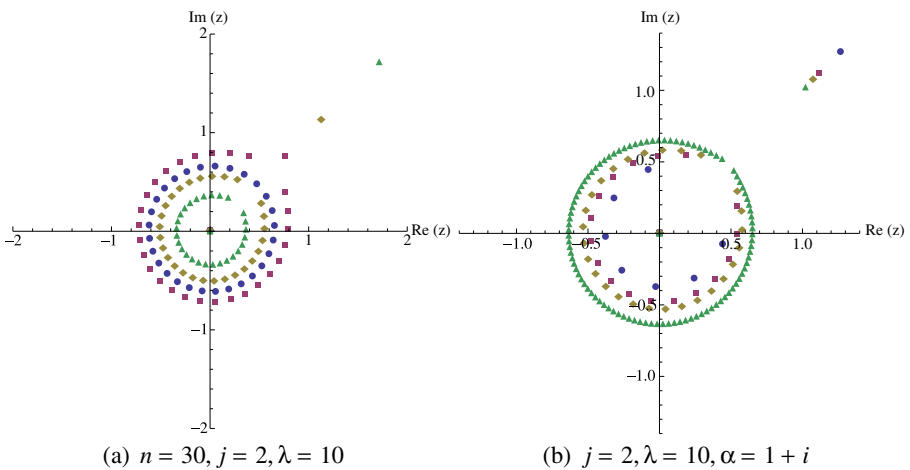 Im (z)
2
1
−2
−1
1
2
Re (z)
−1
−2
(a) n = 30, j = 2, λ = 10
Im (z)
1.0
0.5
−1.0
−0.5
0.5
1.0
Re (z)
−0.5
−1.0
(b) j = 2, λ = 10, α = 1 + i